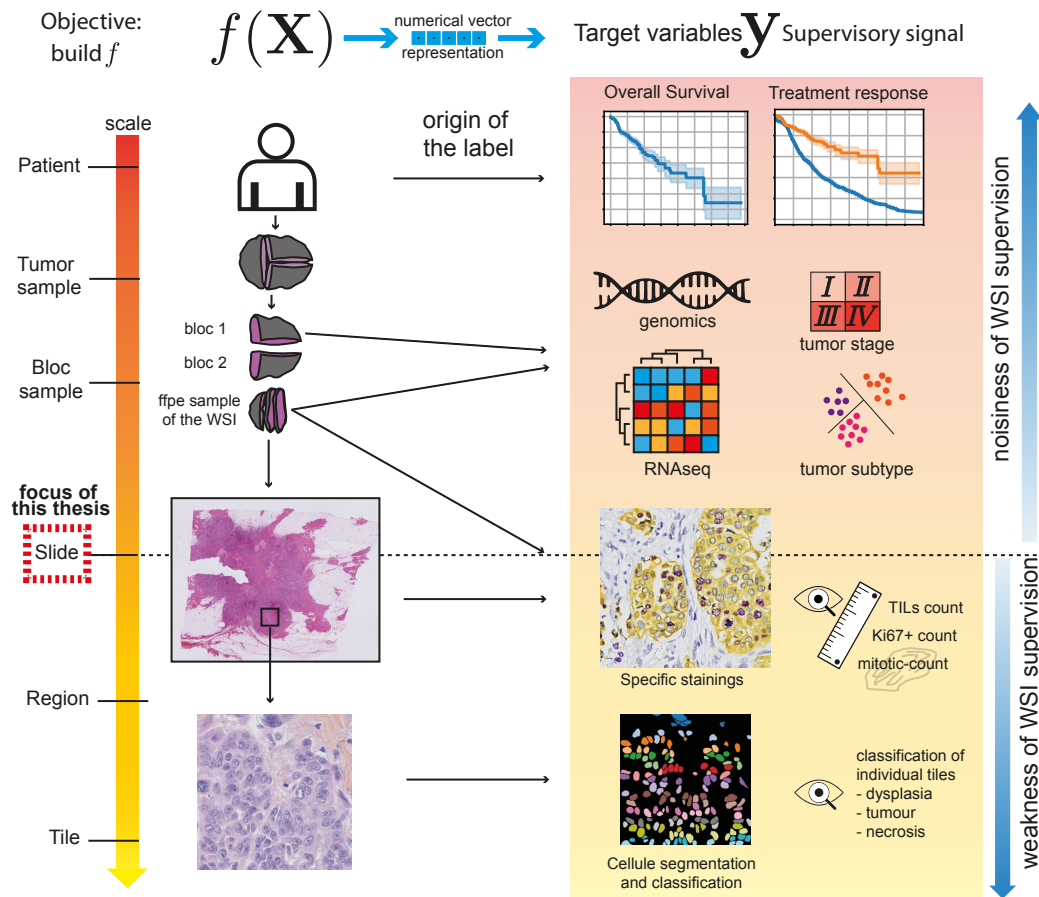 Objective:
build f
f(X)
numerical vector
representation
Target variables y Supervisory signal
scale
Patient
Tumor
sample
Bloc
sample
focus of
this thesis
Slide
Region
Tile
origin of
the label
bloc 1
bloc 2
ffpe sample
of the WSI
Overall Survival
Treatment response
genomics
I II
III IV
tumor stage
RNAseq
tumor subtype
Specific stainings
TILs count
Ki67+ count
mitotic-count
Cellule segmentation
and classification
classification of
individual tiles
- dysplasia
- tumour
- necrosis
noisiness of WSI supervision
weakness of WSI supervision